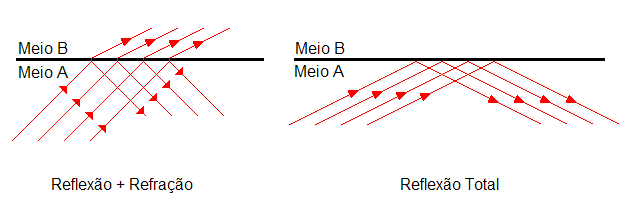 Meio B
Meio A
Reflexão + Refração
Meio B
Meio A
Reflexão Total